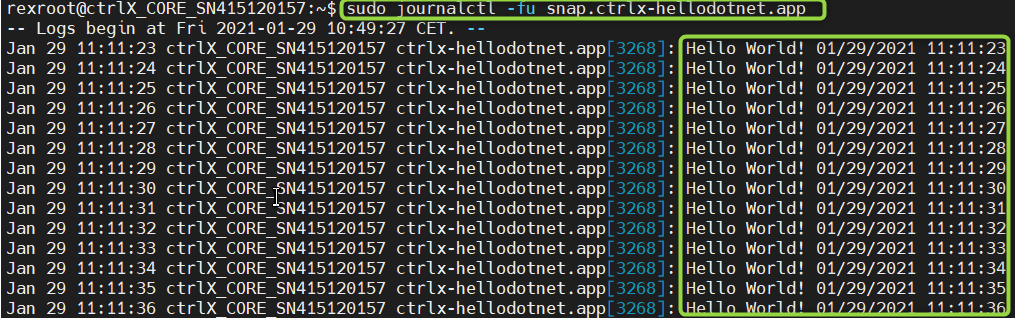 rexroot@ctrlX_CORE_SN415120157:~$ sudo journalctl -fu snap.ctrlx-hellodotnet.app
-- Logs begin at Fri 2021-01-29 10:49:27 CET. --
Jan 29 11:11:23 ctrlX_CORE_SN415120157 ctrlx-hellodotnet.app[3268]: Hello World! 01/29/2021 11:11:23
Jan 29 11:11:24 ctrlX_CORE_SN415120157 ctrlx-hellodotnet.app[3268]: Hello World! 01/29/2021 11:11:24
Jan 29 11:11:25 ctrlX_CORE_SN415120157 ctrlx-hellodotnet.app[3268]: Hello World! 01/29/2021 11:11:25
Jan 29 11:11:26 ctrlX_CORE_SN415120157 ctrlx-hellodotnet.app[3268]: Hello World! 01/29/2021 11:11:26
Jan 29 11:11:27 ctrlX_CORE_SN415120157 ctrlx-hellodotnet.app[3268]: Hello World! 01/29/2021 11:11:27
Jan 29 11:11:28 ctrlX_CORE_SN415120157 ctrlx-hellodotnet.app[3268]: Hello World! 01/29/2021 11:11:28
Jan 29 11:11:29 ctrlX_CORE_SN415120157 ctrlx-hellodotnet.app[3268]: Hello World! 01/29/2021 11:11:29
Jan 29 11:11:30 ctrlX_CORE_SN415120157 ctrlx-hellodotnet.app[3268]: Hello World! 01/29/2021 11:11:30
Jan 29 11:11:31 ctrlX_CORE_SN415120157 ctrlx-hellodotnet.app[3268]: Hello World! 01/29/2021 11:11:31
Jan 29 11:11:32 ctrlX_CORE_SN415120157 ctrlx-hellodotnet.app[3268]: Hello World! 01/29/2021 11:11:32
Jan 29 11:11:33 ctrlX_CORE_SN415120157 ctrlx-hellodotnet.app[3268]: Hello World! 01/29/2021 11:11:33
Jan 29 11:11:34 ctrlX_CORE_SN415120157 ctrlx-hellodotnet.app[3268]: Hello World! 01/29/2021 11:11:34
Jan 29 11:11:35 ctrlX_CORE_SN415120157 ctrlx-hellodotnet.app[3268]: Hello World! 01/29/2021 11:11:35
Jan 29 11:11:36 ctrlX_CORE_SN415120157 ctrlx-hellodotnet.app[3268]: Hello World! 01/29/2021 11:11:36